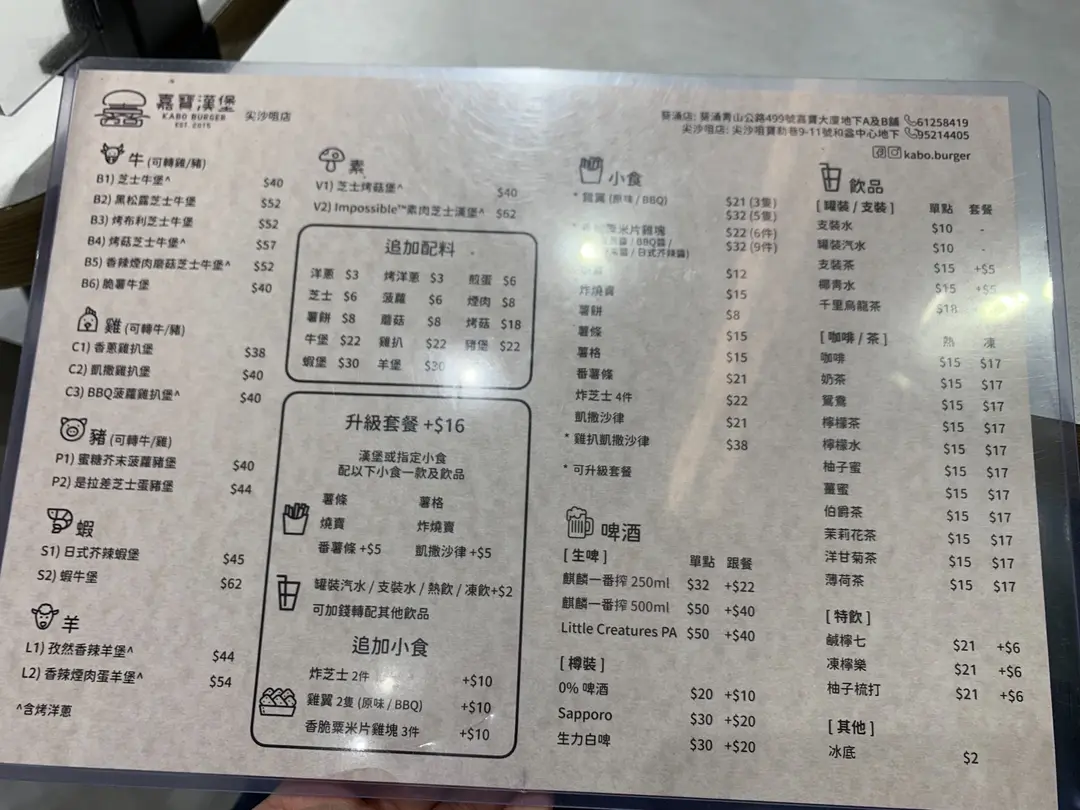 嘉寶漢堡
KABO BURGER
EST. 2015
尖沙咀店
葵涌店: 葵涌青山公路499號嘉寶大廈地下A及B舖 61258419
尖沙咀店: 尖沙咀寶勒巷9-11號和㿥中心地下 95214405
kabo.burger
牛 (可轉雞/豬)
B1) 芝士牛堡^ $40
B2) 黑松露芝士牛堡 $52
B3) 烤布利芝士牛堡 $52
B4) 烤菇芝士牛堡^ $57
B5) 香辣煙肉蘑菇芝士牛堡^ $52
B6) 脆薯牛堡 $40
雞 (可轉牛/豬)
C1) 香蔥雞扒堡 $38
C2) 凱撒雞扒堡 $40
C3) BBQ菠蘿雞扒堡^ $40
豬 (可轉牛/雞)
P1) 蜜糖芥末菠蘿豬堡 $40
P2) 是拉差芝士蛋豬堡 $44
蝦
S1) 日式芥辣蝦堡 $45
S2) 蝦牛堡 $62
羊
L1) 孜然香辣羊堡^ $44
L2) 香辣煙肉蛋羊堡^ $54
^含烤洋蔥
素
V1) 芝士烤菇堡^ $40
V2) Impossible™素肉芝士漢堡^ $62
追加配料
洋蔥 $3 烤洋蔥 $3 煎蛋 $6
芝士 $6 菠蘿 $6 煙肉 $8
薯餅 $8 蘑菇 $8 烤菇 $18
牛堡 $22 雞扒 $22 豬堡 $22
蝦堡 $30 羊堡 $30
升級套餐 +$16
漢堡或指定小食
配以下小食一款及飲品
薯條 薯格
燒賣 炸燒賣
番薯條 +$5 凱撒沙律 +$5
罐裝汽水 / 支裝水 / 熱飲 / 凍飲+$2
可加錢轉配其他飲品
追加小食
炸芝士 2件 +$10
雞翼 2隻 (原味 / BBQ) +$10
香脆粟米片雞塊 3件 +$10
小食
* 雞翼 (原味 / BBQ) $21 (3隻)
$32 (5隻)
粟米片雞塊 $22 (6件)
/ BBQ醬 /
/ 日式芥辣醬) $32 (9件)
$12
炸燒賣 $15
薯餅 $8
薯條 $15
薯格 $15
番薯條 $21
炸芝士 4件 $22
凱撒沙律 $21
* 雞扒凱撒沙律 $38
* 可升級套餐
啤酒
[ 生啤 ] 單點 跟餐
麒麟一番搾 250ml $32 +$22
麒麟一番搾 500ml $50 +$40
Little Creatures PA $50 +$40
[ 樽裝 ]
0% 啤酒 $20 +$10
Sapporo $30 +$20
生力白啤 $30 +$20
飲品
[ 罐裝 / 支裝 ] 單點 套餐
支裝水 $10 -
罐裝汽水 $10 -
支裝茶 $15 +$5
椰青水 $15 +$5
千里烏龍茶 $18 -
[ 咖啡 / 茶 ] 熱 凍
咖啡 $15 $17
奶茶 $15 $17
鴛鴦 $15 $17
檸檬茶 $15 $17
檸檬水 $15 $17
柚子蜜 $15 $17
薑蜜 $15 $17
伯爵茶 $15 $17
茉莉花茶 $15 $17
洋甘菊茶 $15 $17
薄荷茶 $15 $17
[ 特飲 ]
鹹檸七 $21 +$6
凍檸樂 $21 +$6
柚子梳打 $21 +$6
[ 其他 ]
冰底 $2